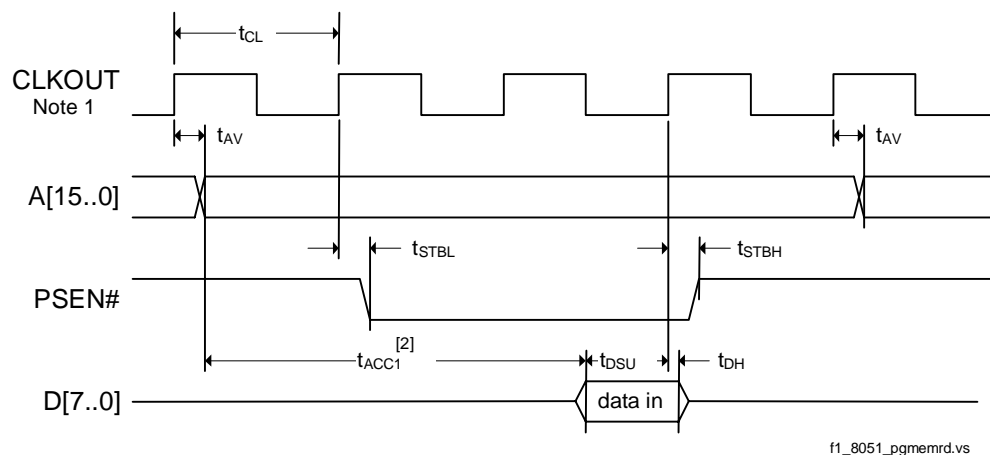 tCL
CLKOUT
Note 1
tAV
tAV
A[15..0]
tSTBL
tSTBH
PSEN#
tACC1 [2]
tDSU
tDH
D[7..0]
data in
f1_8051_pgmemrd.vs